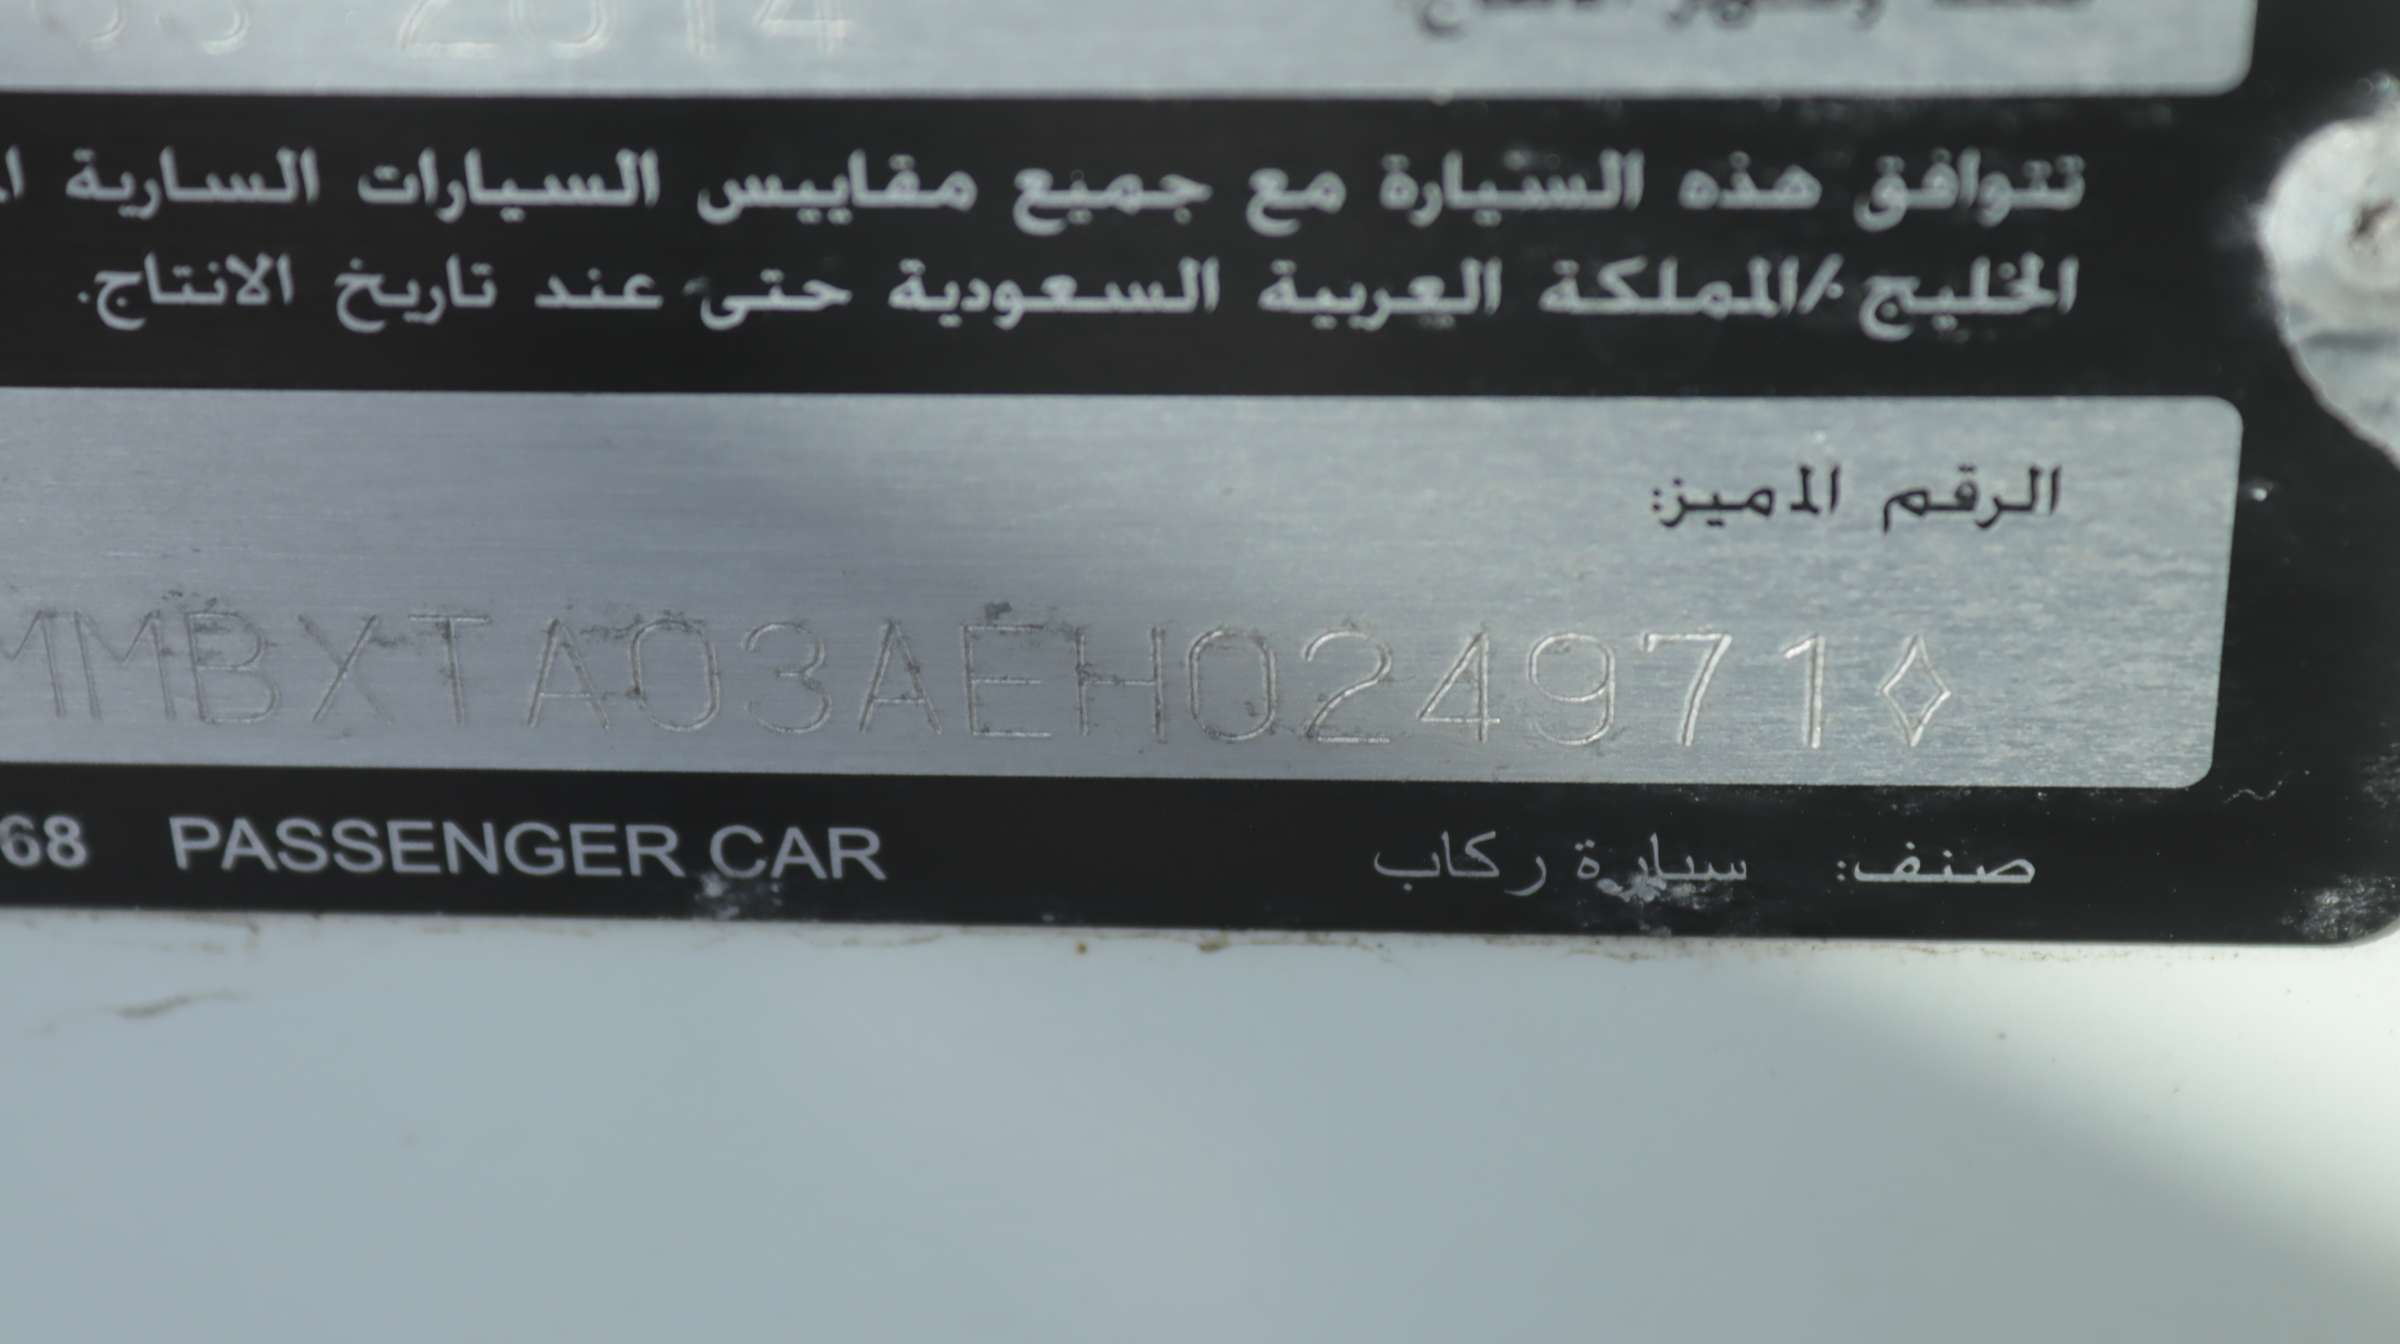 2014
تتوافق هذه السيارة مع جميع مقاييس السيارات السارية
الخليج/المملكة العربية السعودية حتى عند تاريخ الانتاج.
الرقم المميز:
MMBXTA03AEH024971◊
صنف: سيارة ركاب
68 PASSENGER CAR